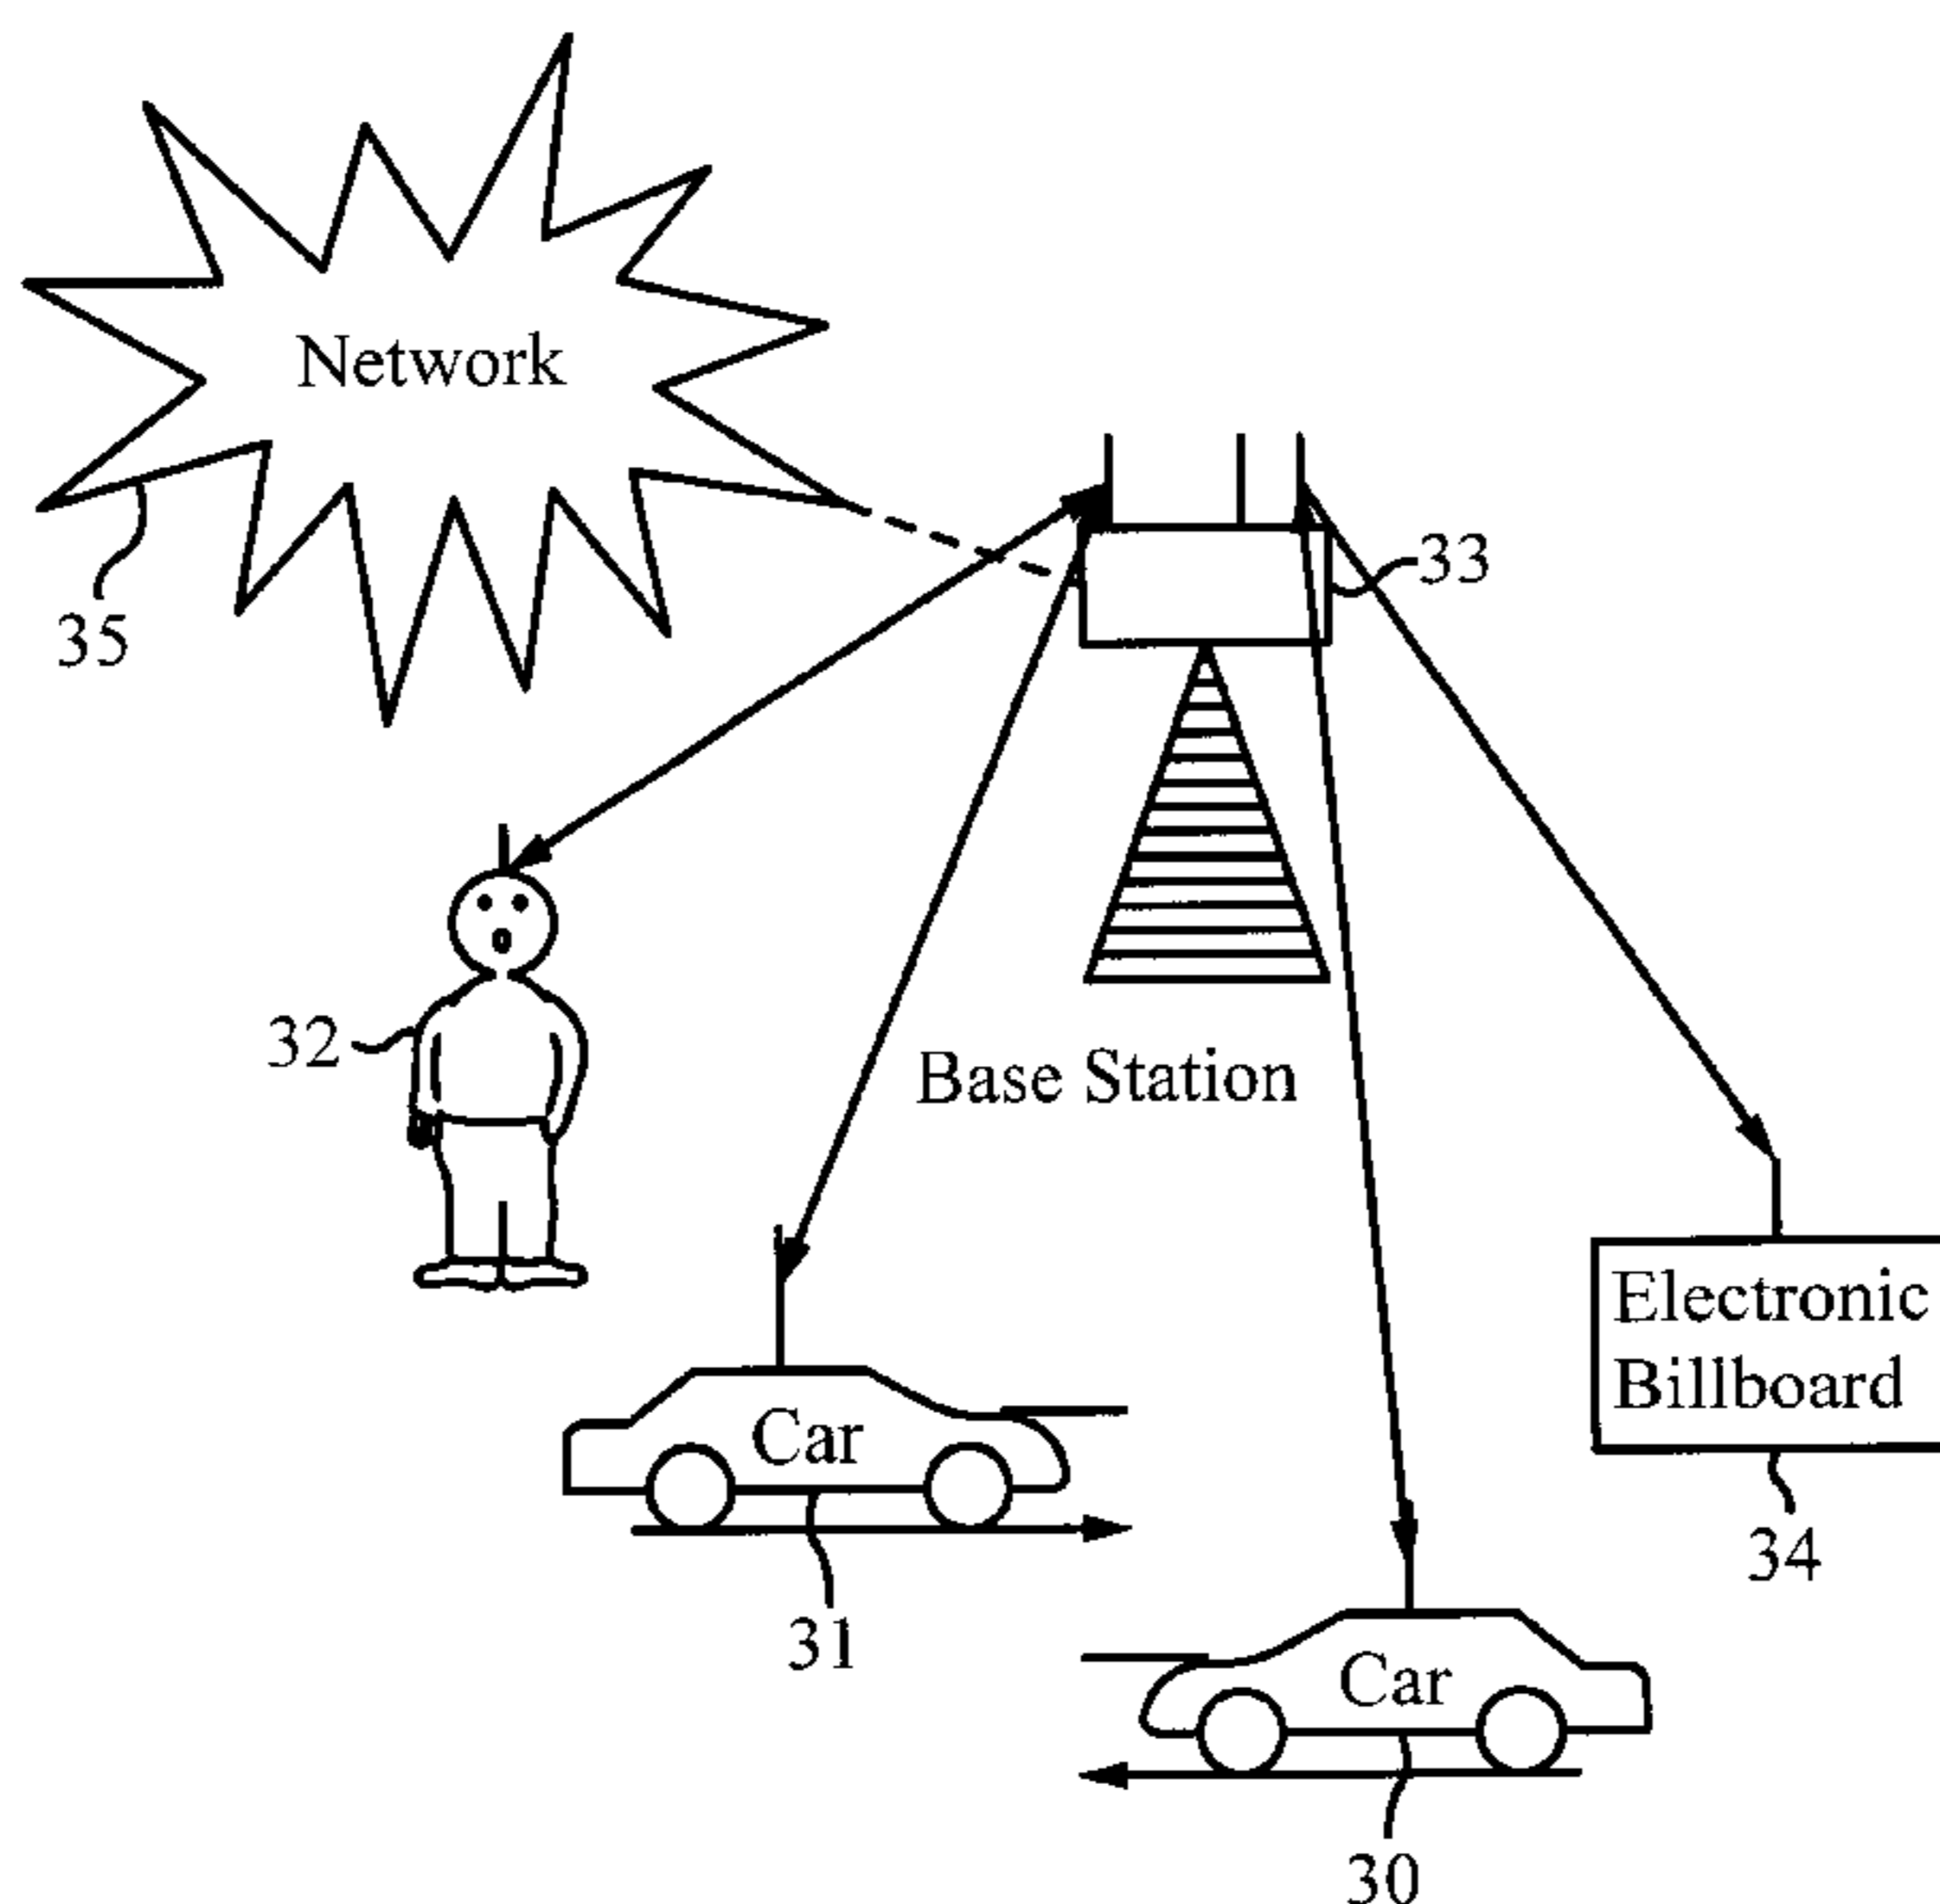 Network
33
35
32
Base Station
Electronic
Billboard
Car
34
31
Car
30